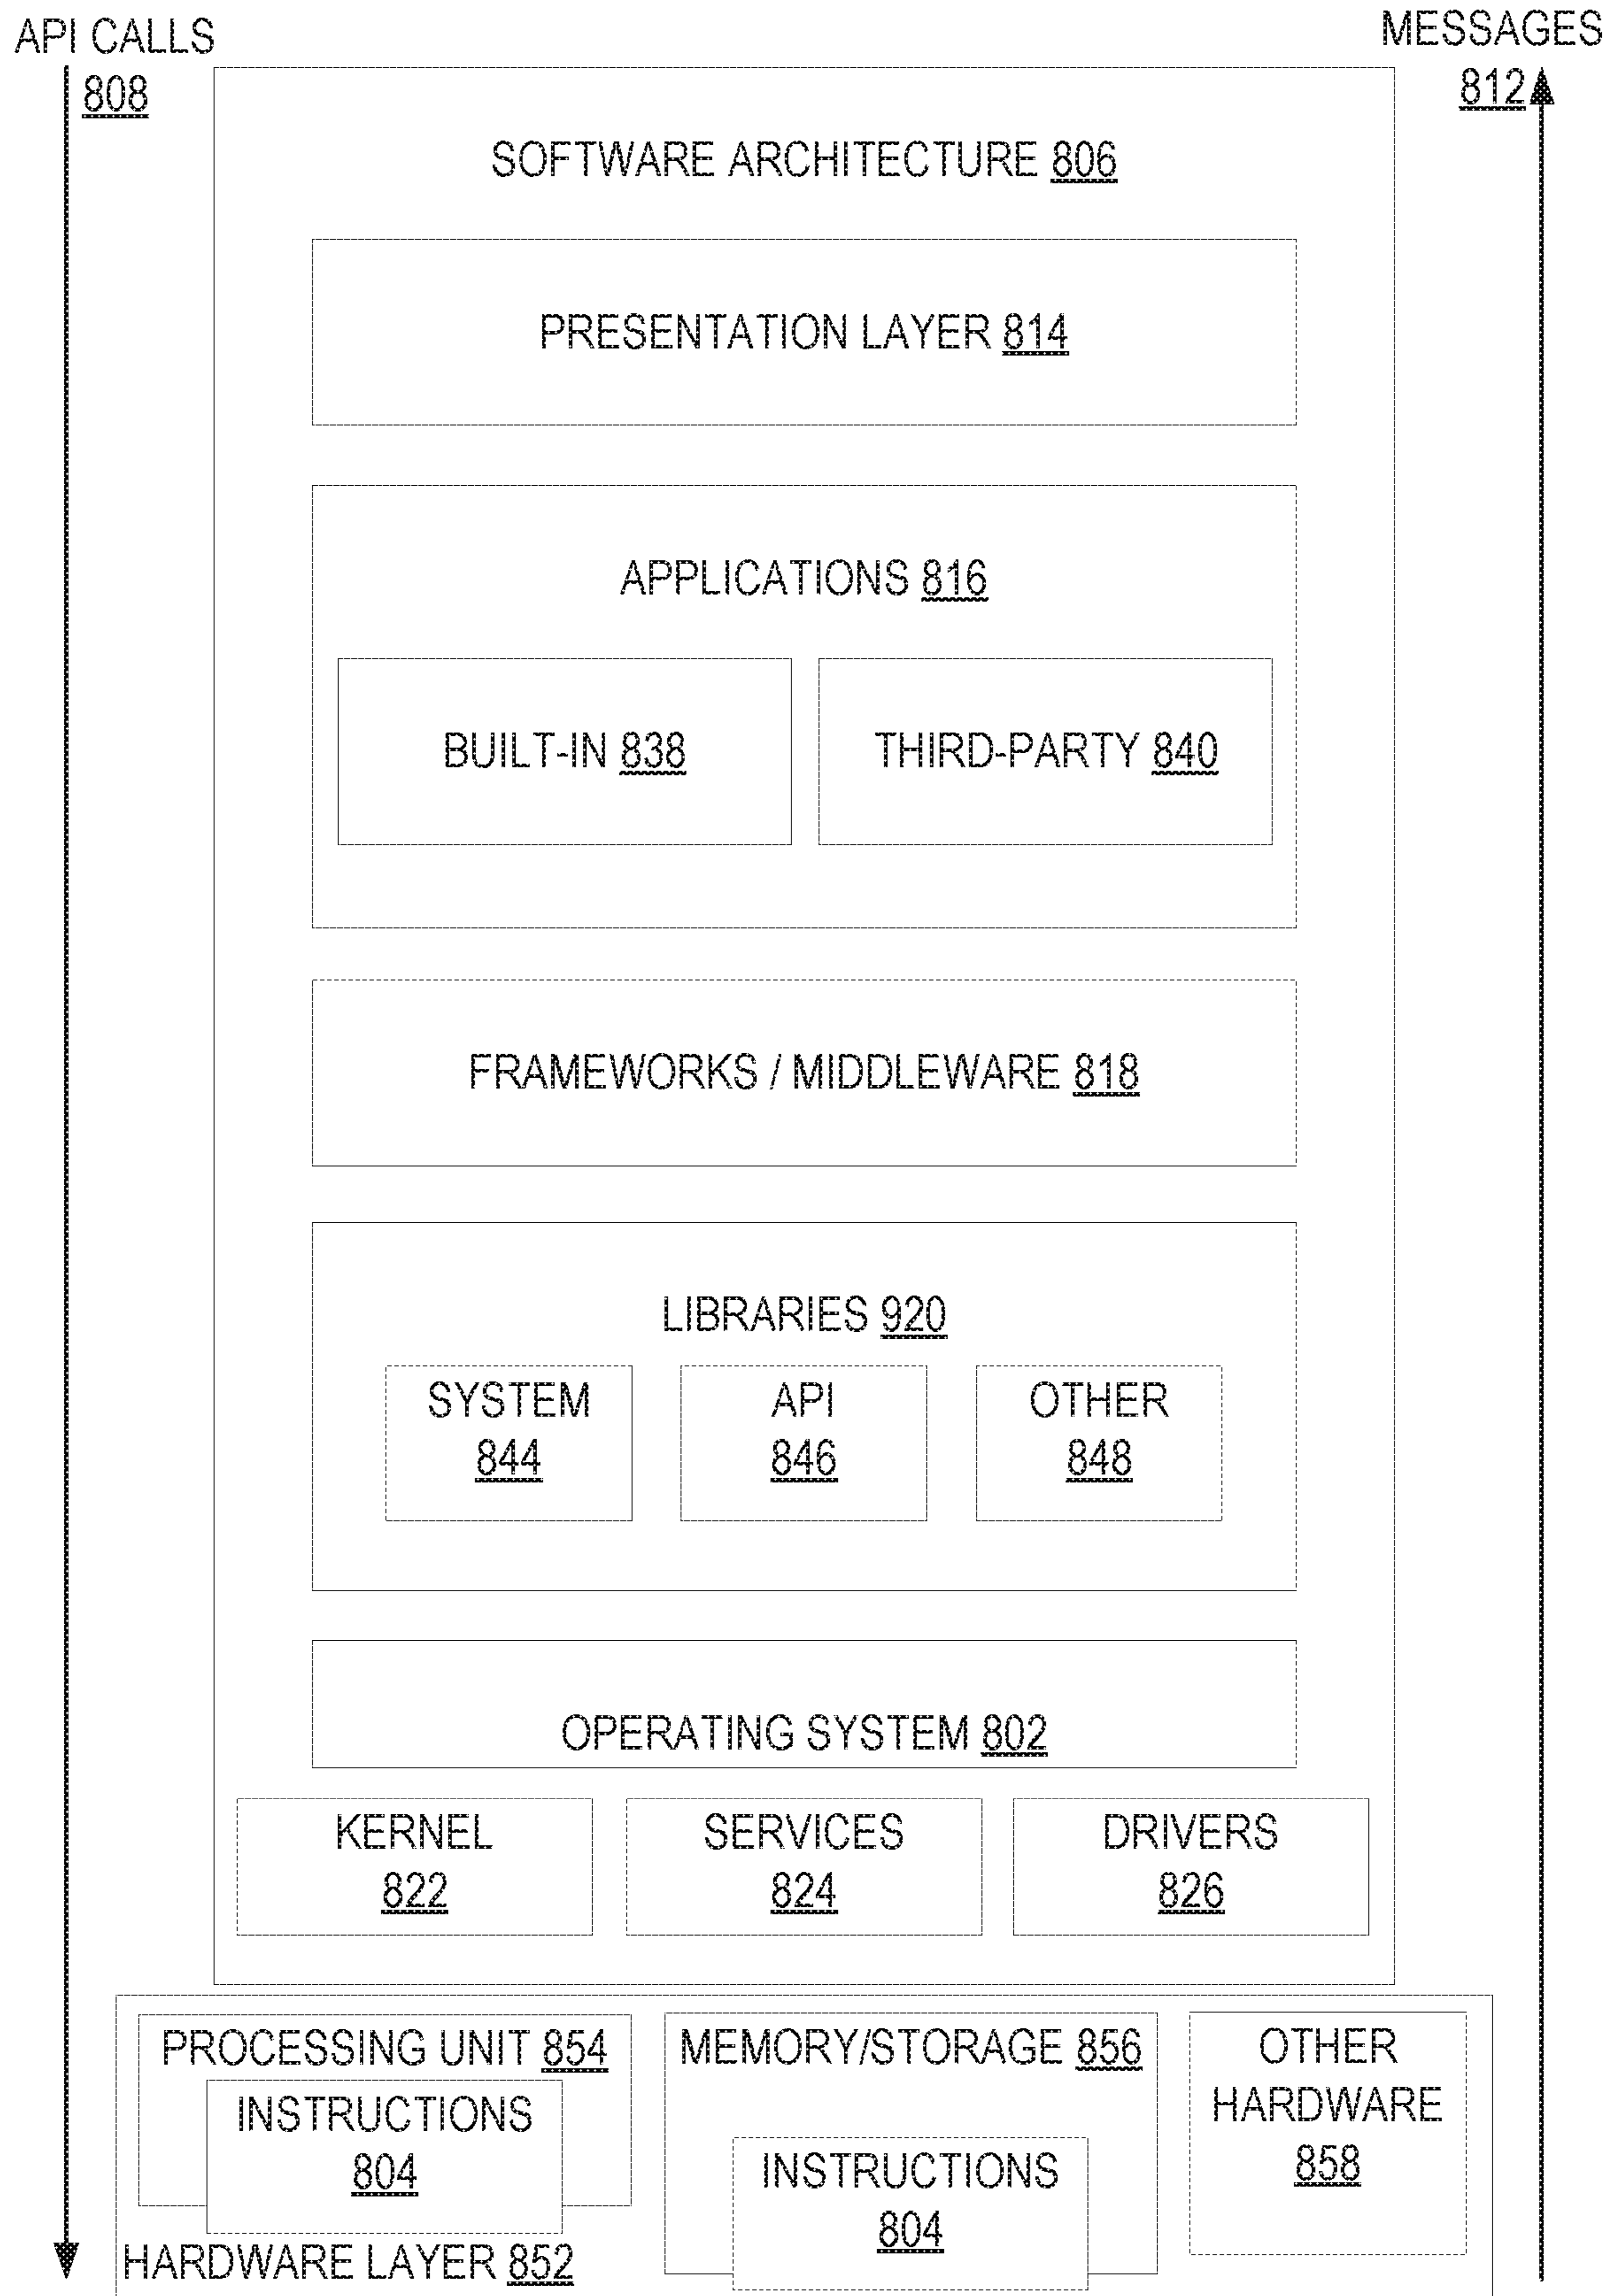 API CALLS
808
MESSAGES
812
SOFTWARE ARCHITECTURE 806
PRESENTATION LAYER 814
APPLICATIONS 816
BUILT-IN 838
THIRD-PARTY 840
FRAMEWORKS / MIDDLEWARE 818
LIBRARIES 920
SYSTEM
844
API
846
OTHER
848
OPERATING SYSTEM 802
KERNEL
822
SERVICES
824
DRIVERS
826
PROCESSING UNIT 854
INSTRUCTIONS
804
MEMORY/STORAGE 856
INSTRUCTIONS
804
OTHER
HARDWARE
858
HARDWARE LAYER 852